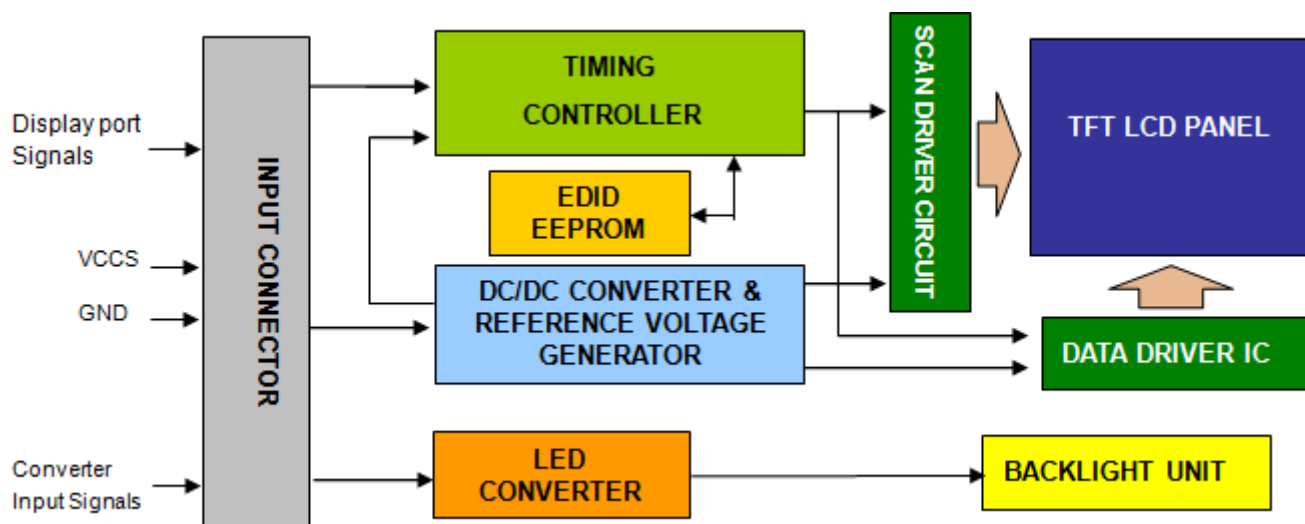 Display port
Signals
VCCS
GND
Converter
Input Signals
INPUT CONNECTOR
TIMING
CONTROLLER
EDID
EEPROM
DC/DC CONVERTER &
REFERENCE VOLTAGE
GENERATOR
LED
CONVERTER
SCAN DRIVER CIRCUIT
TFT LCD PANEL
DATA DRIVER IC
BACKLIGHT UNIT